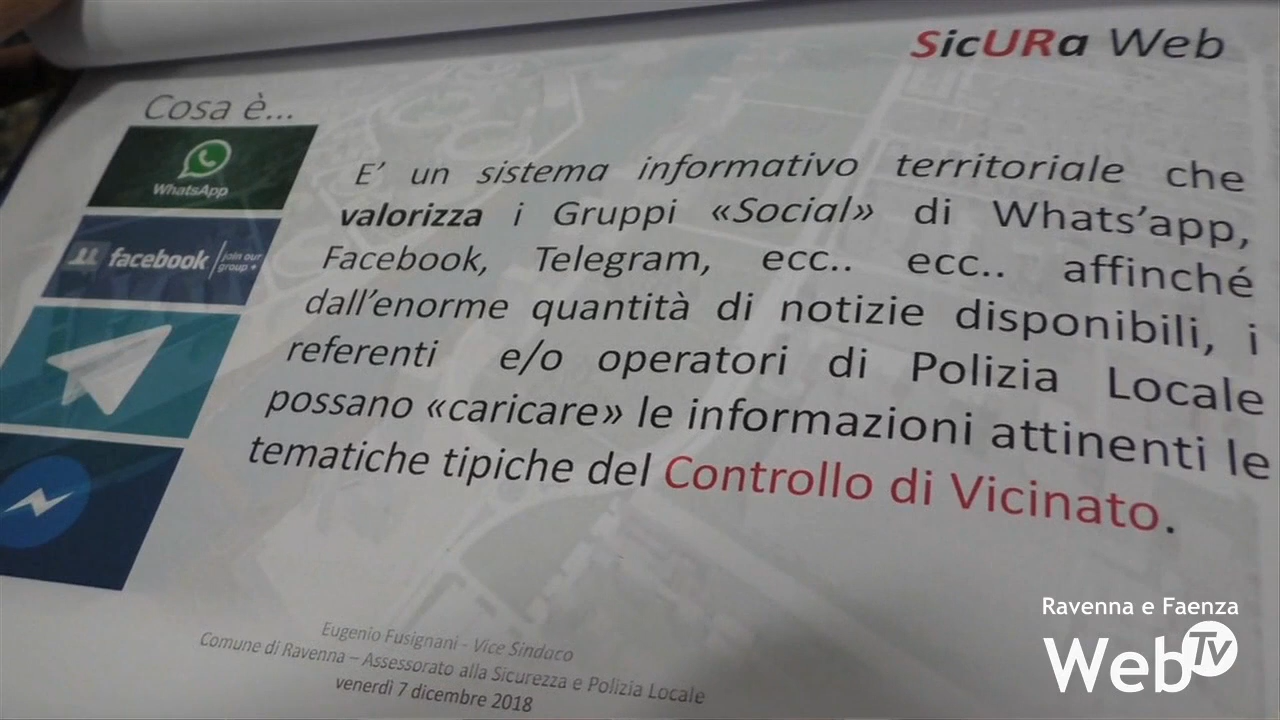 SicURa Web
Cosa è...
WhatsApp
facebook
join our
group +
E' un sistema informativo territoriale che
valorizza i Gruppi «Social» di Whats'app,
Facebook, Telegram, ecc.. ecc.. affinché
dall'enorme quantità di notizie disponibili, i
referenti e/o operatori di Polizia Locale
possano «caricare» le informazioni attinenti le
tematiche tipiche del Controllo di Vicinato.
Eugenio Fusignani - Vice Sindaco
Comune di Ravenna – Assessorato alla Sicurezza e Polizia Locale
venerdì 7 dicembre 2018
Ravenna e Faenza
Web Tv